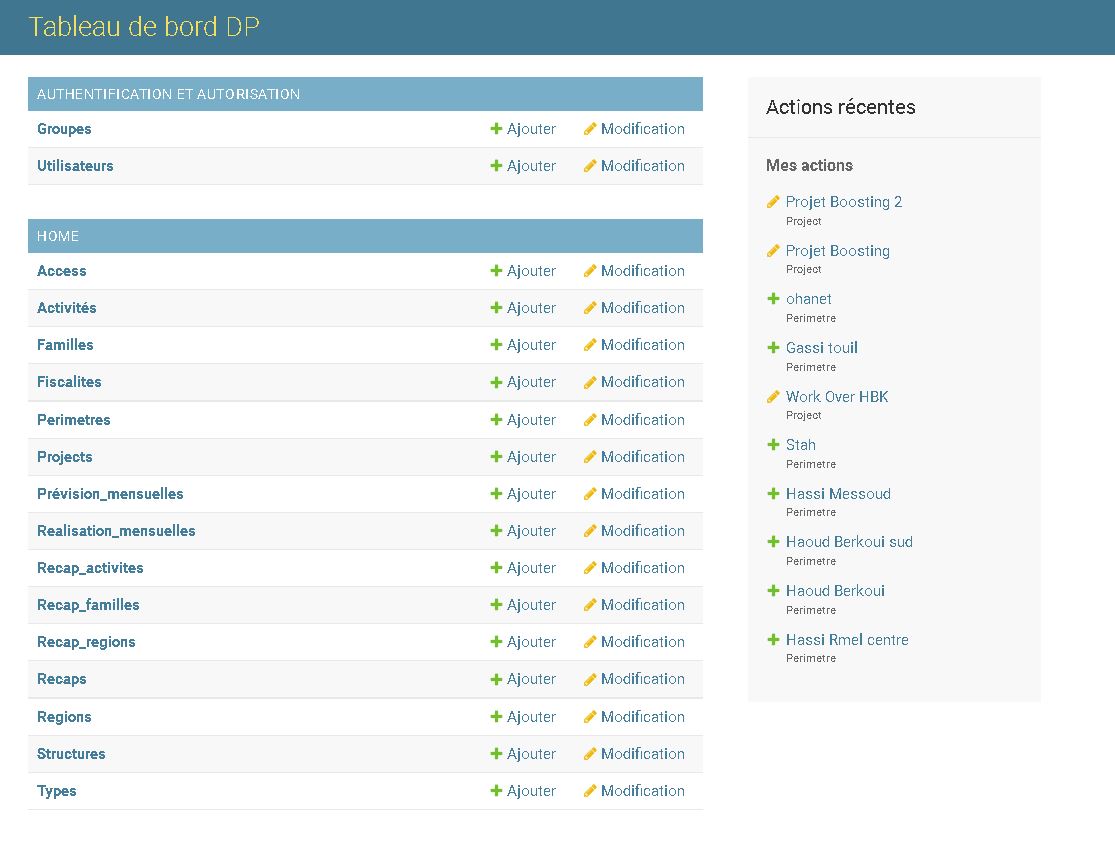 Tableau de bord DP
AUTHENTIFICATION ET AUTORISATION
Groupes Ajouter Modification
Utilisateurs Ajouter Modification
HOME
Access Ajouter Modification
Activités Ajouter Modification
Familles Ajouter Modification
Fiscalites Ajouter Modification
Perimetres Ajouter Modification
Projects Ajouter Modification
Prévision_mensuelles Ajouter Modification
Realisation_mensuelles Ajouter Modification
Recap_activites Ajouter Modification
Recap_familles Ajouter Modification
Recap_regions Ajouter Modification
Recaps Ajouter Modification
Regions Ajouter Modification
Structures Ajouter Modification
Types Ajouter Modification
Actions récentes
Mes actions
Projet Boosting 2
Project
Projet Boosting
Project
ohanet
Perimetre
Gassi touil
Perimetre
Work Over HBK
Project
Stah
Perimetre
Hassi Messoud
Perimetre
Haoud Berkoui sud
Perimetre
Haoud Berkoui
Perimetre
Hassi Rmel centre
Perimetre